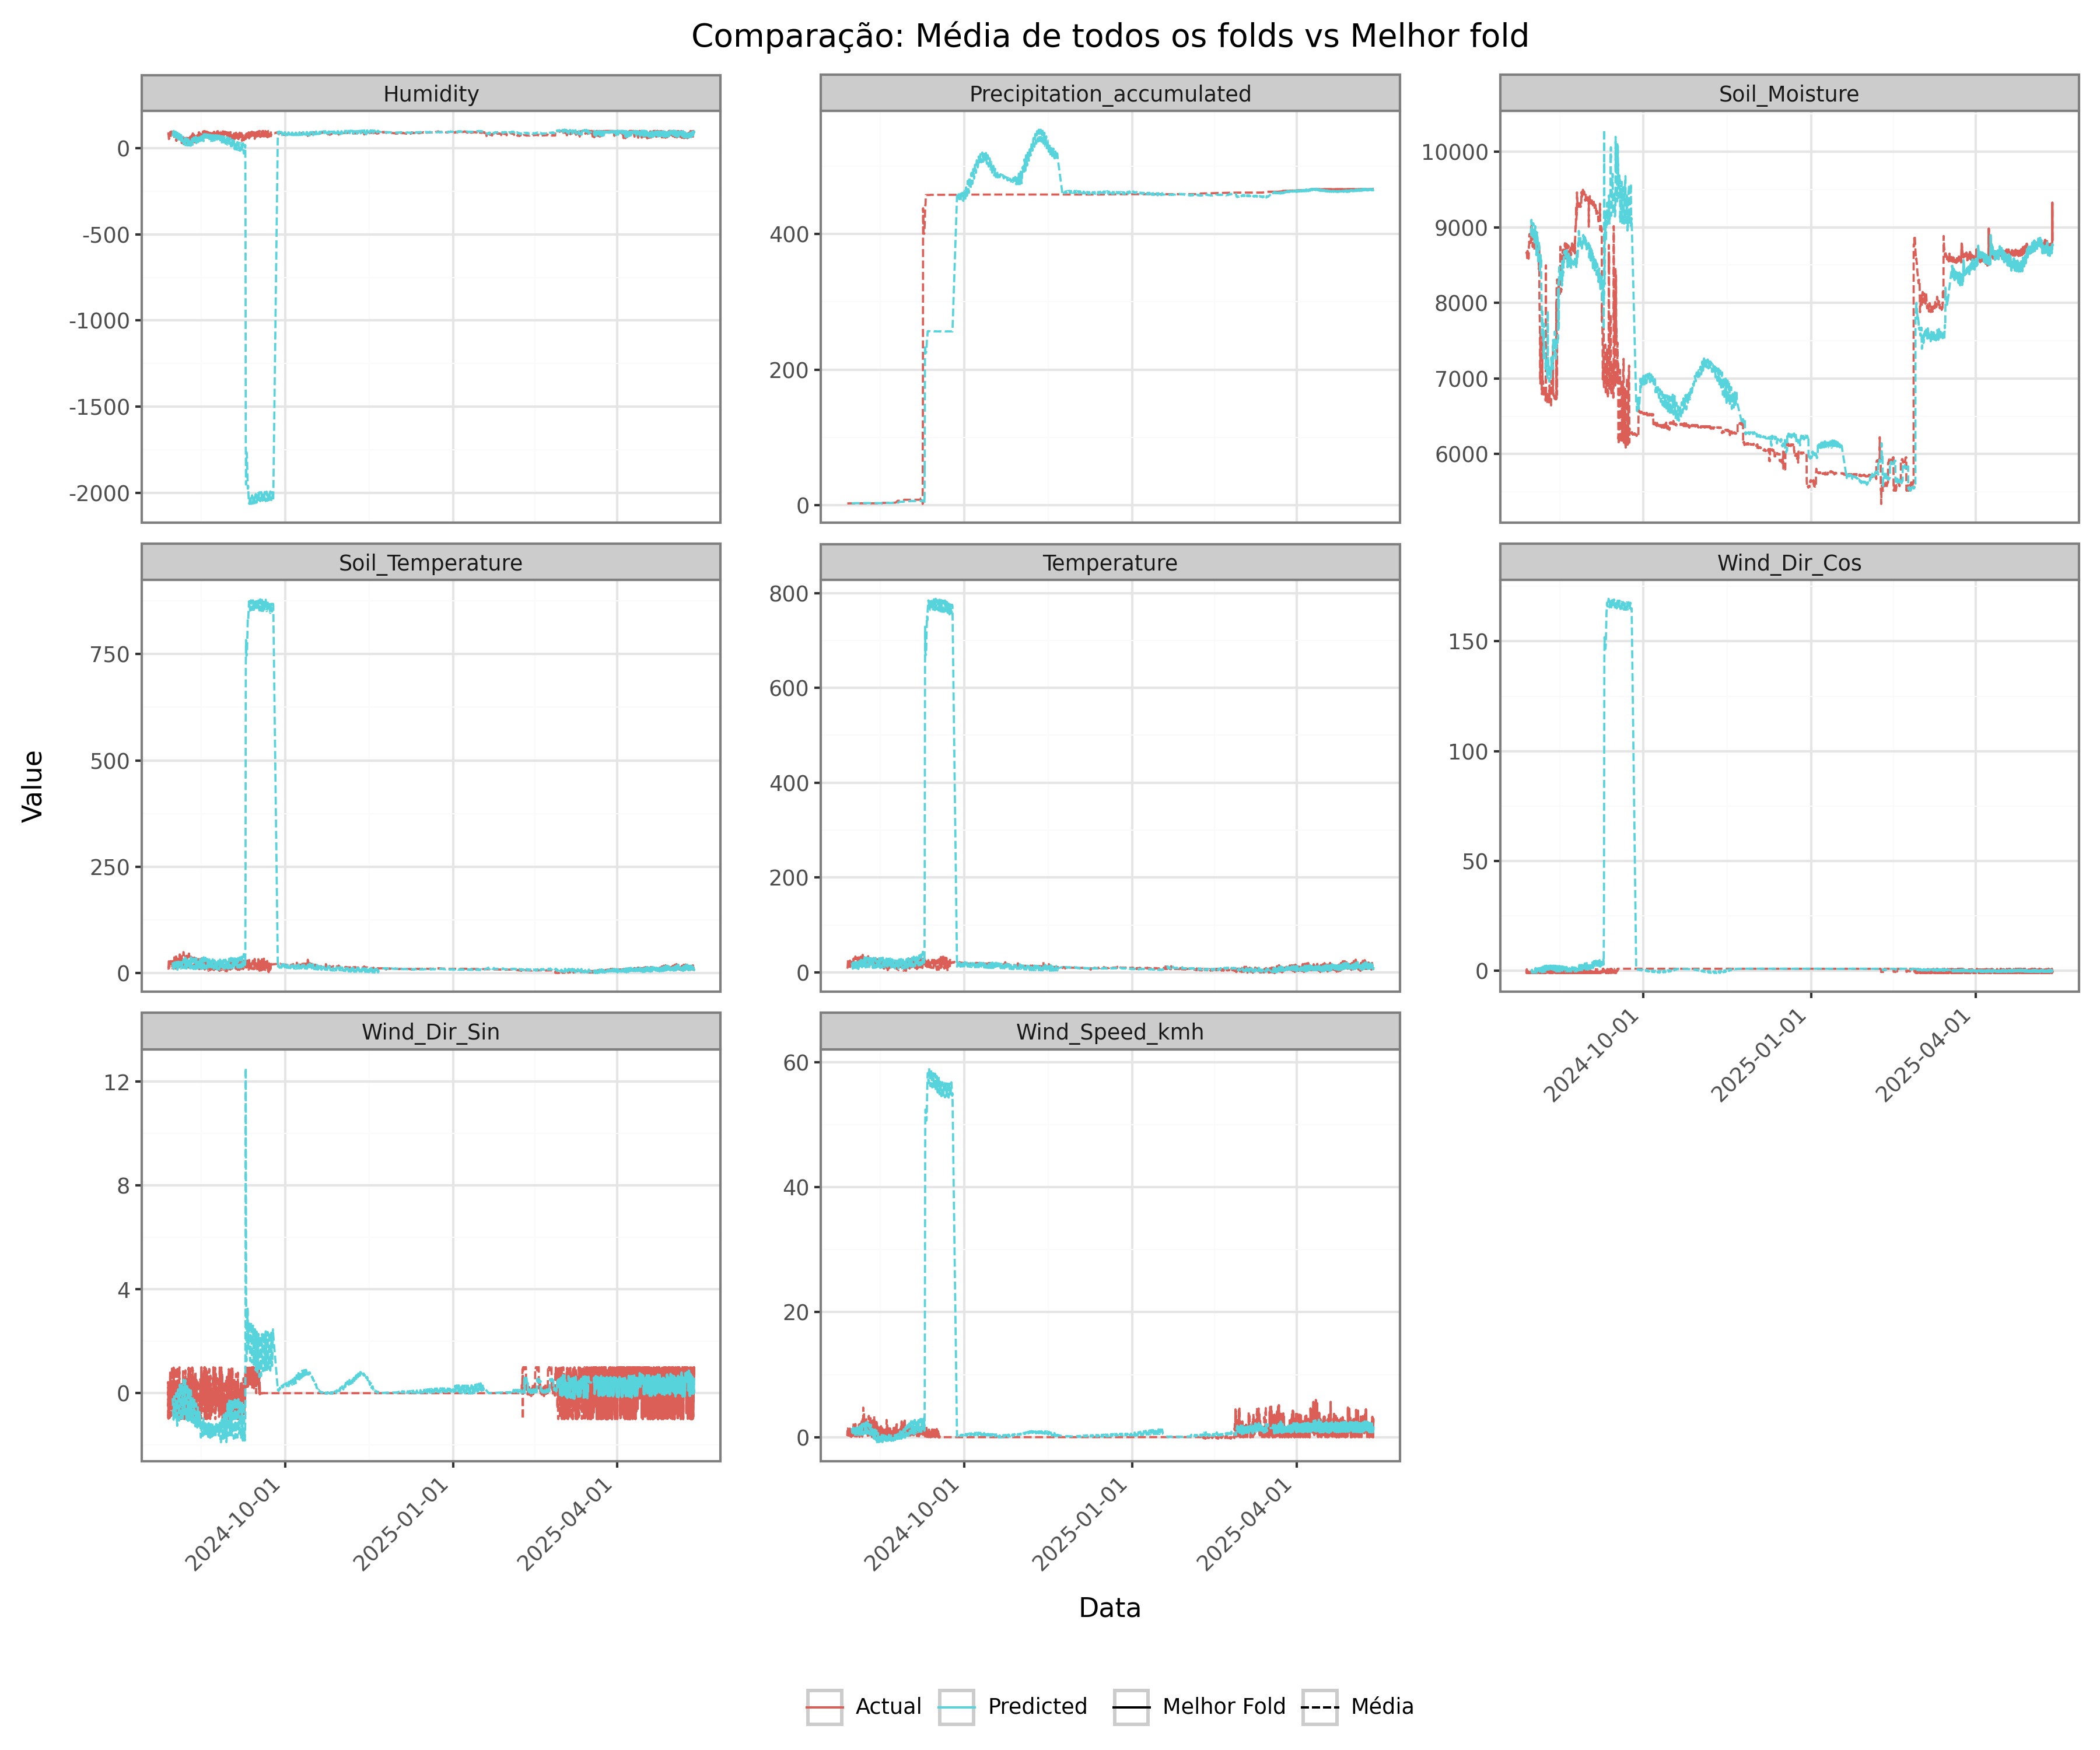 Comparação: Média de todos os folds vs Melhor fold
Humidity
Precipitation_accumulated
Soil_Moisture
0
-500
-1000
-1500
-2000
400
200
0
10000
9000
8000
7000
6000
Soil_Temperature
Temperature
Wind_Dir_Cos
750
500
250
0
800
600
400
200
0
150
100
50
0
2024-10-01
2025-01-01
2025-04-01
Value
Wind_Dir_Sin
Wind_Speed_kmh
12
8
4
0
60
40
20
0
2024-10-01
2025-01-01
2025-04-01
2024-10-01
2025-01-01
2025-04-01
Data
Actual
Predicted
Melhor Fold
Média